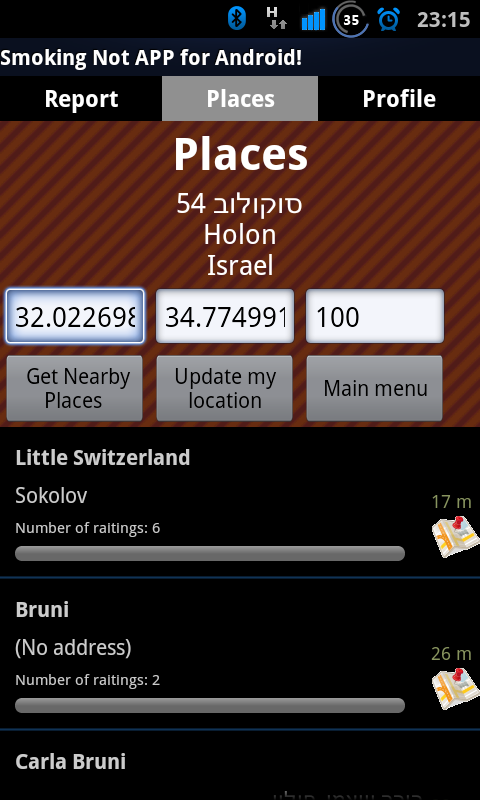 H 35 23:15
Smoking Not APP for Android!
Report Places Profile
Places
סוקולוב 54
Holon
Israel
32.022698 34.774991 100
Get Nearby Places
Update my location
Main menu
Little Switzerland
Sokolov
17 m
Number of raitings: 6
Bruni
(No address)
26 m
Number of raitings: 2
Carla Bruni